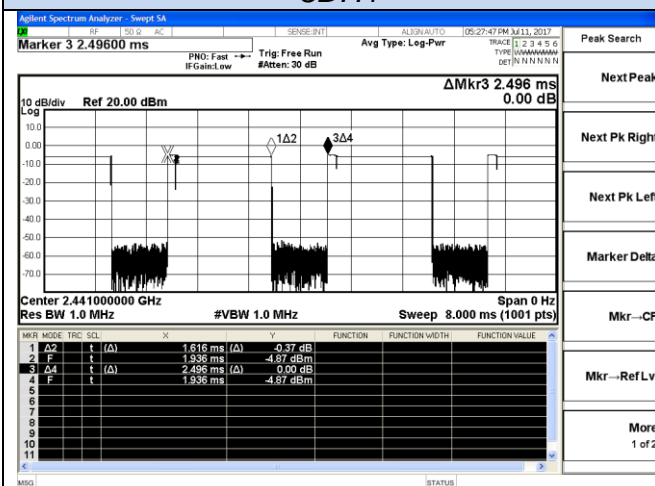 Agilent Spectrum Analyzer - Swept SA
RF 50 Ω AC SENSE:INT ALIGN AUTO 05:27:47 PM Jul 11, 2017
Marker 3 2.49600 ms
PNO: Fast
IFGain:Low
Trig: Free Run
#Atten: 30 dB
Avg Type: Log-Pwr
TRACE 1 2 3 4 5 6
TYPE
DET N N N N N N
ΔMkr3 2.496 ms
0.00 dB
10 dB/div Ref 20.00 dBm
Log
10.0
0.00
-10.0
-20.0
-30.0
-40.0
-50.0
-60.0
-70.0
1Δ2
3Δ4
Center 2.441000000 GHz Span 0 Hz
Res BW 1.0 MHz #VBW 1.0 MHz Sweep 8.000 ms (1001 pts)
MKR MODE TRC SCL X Y FUNCTION FUNCTION WIDTH FUNCTION VALUE
1 Δ2 t (Δ) 1.616 ms (Δ) -0.37 dB
2 F t 1.936 ms -4.87 dBm
3 Δ4 t (Δ) 2.496 ms (Δ) 0.00 dB
4 F t 1.936 ms -4.87 dBm
5
6
7
8
9
10
11
MSG STATUS
Peak Search
Next Peak
Next Pk Right
Next Pk Left
Marker Delta
Mkr→CF
Mkr→Ref Lv
More
1 of 2